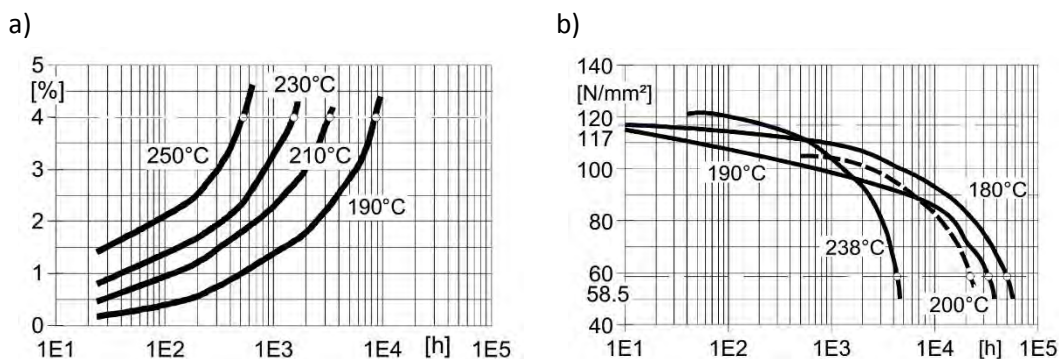 a)
5
[%]
4
3
2
1
0
250°C
230°C
210°C
190°C
1E1 1E2 1E3 1E4 [h] 1E5
b)
140
[N/mm²]
120
117
100
80
60
58.5
40
190°C
180°C
238°C
200°C
1E1 1E2 1E3 1E4 [h] 1E5